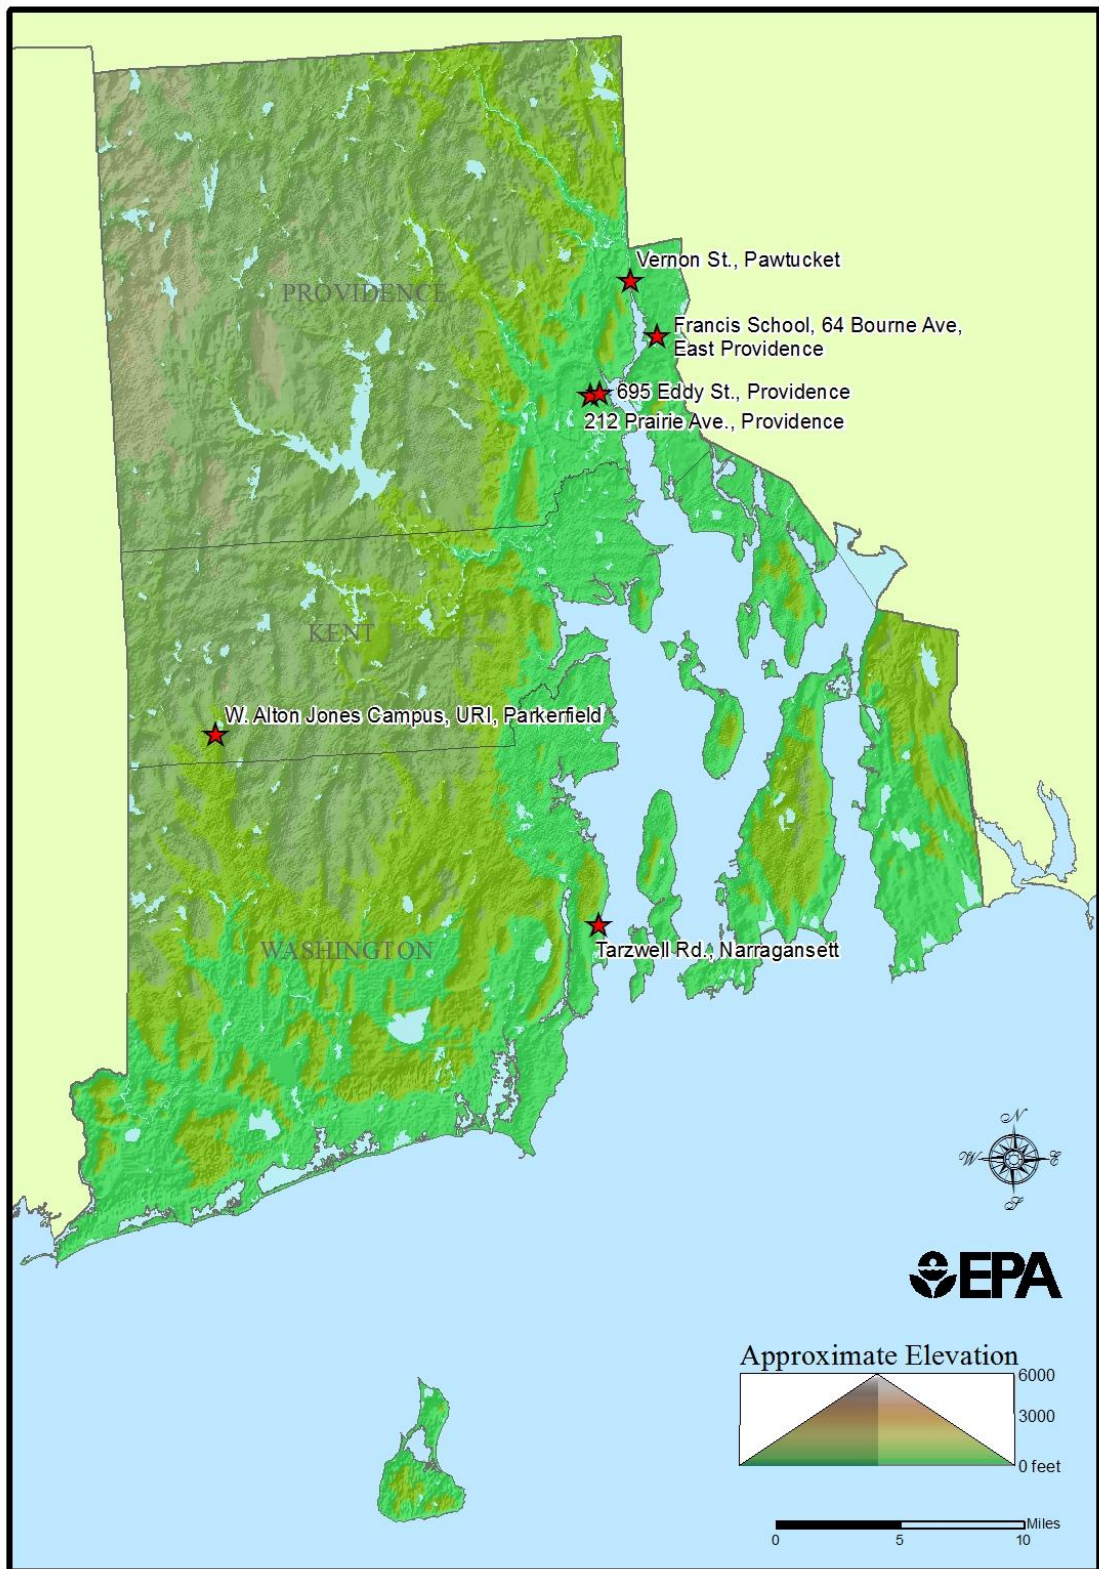 Vernon St., Pawtucket
PROVIDENCE
Francis School, 64 Bourne Ave,
East Providence
695 Eddy St., Providence
212 Prairie Ave., Providence
KENT
W. Alton Jones Campus, URI, Parkerfield
WASHINGTON
Tarzwell Rd., Narragansett
N
W
E
S
EPA
Approximate Elevation
6000
3000
0 feet
Miles
0
5
10